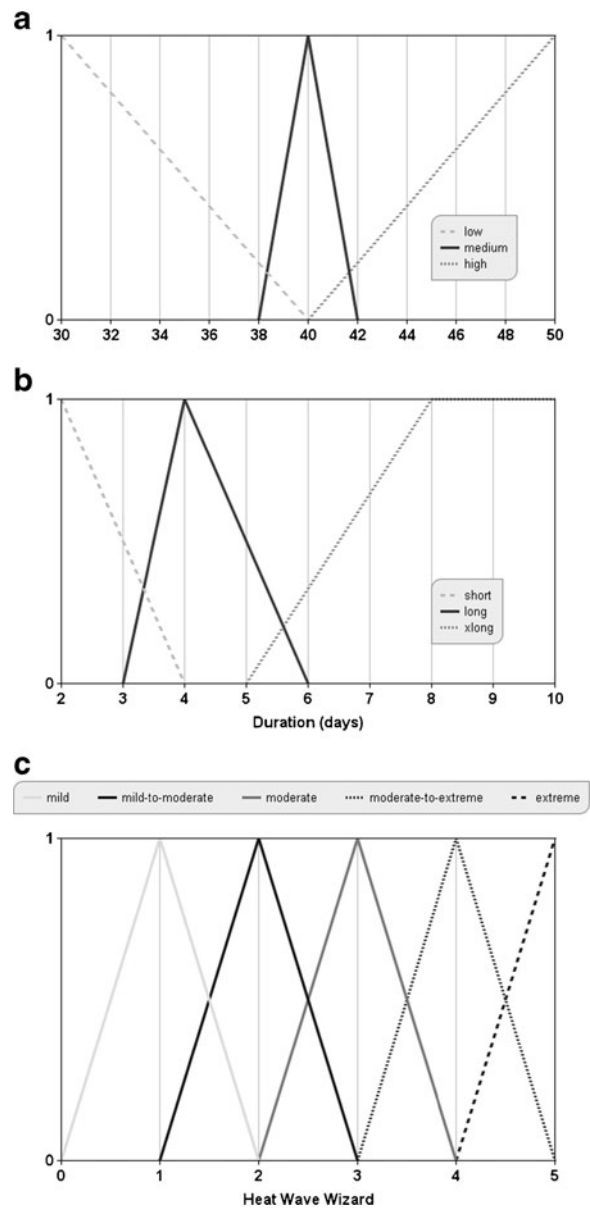 a
1
0
30 32 34 36 38 40 42 44 46 48 50
low
medium
high
b
1
0
2 3 4 5 6 7 8 9 10
short
long
xlong
Duration (days)
c
mild mild-to-moderate moderate moderate-to-extreme extreme
1
0
0 1 2 3 4 5
Heat Wave Wizard